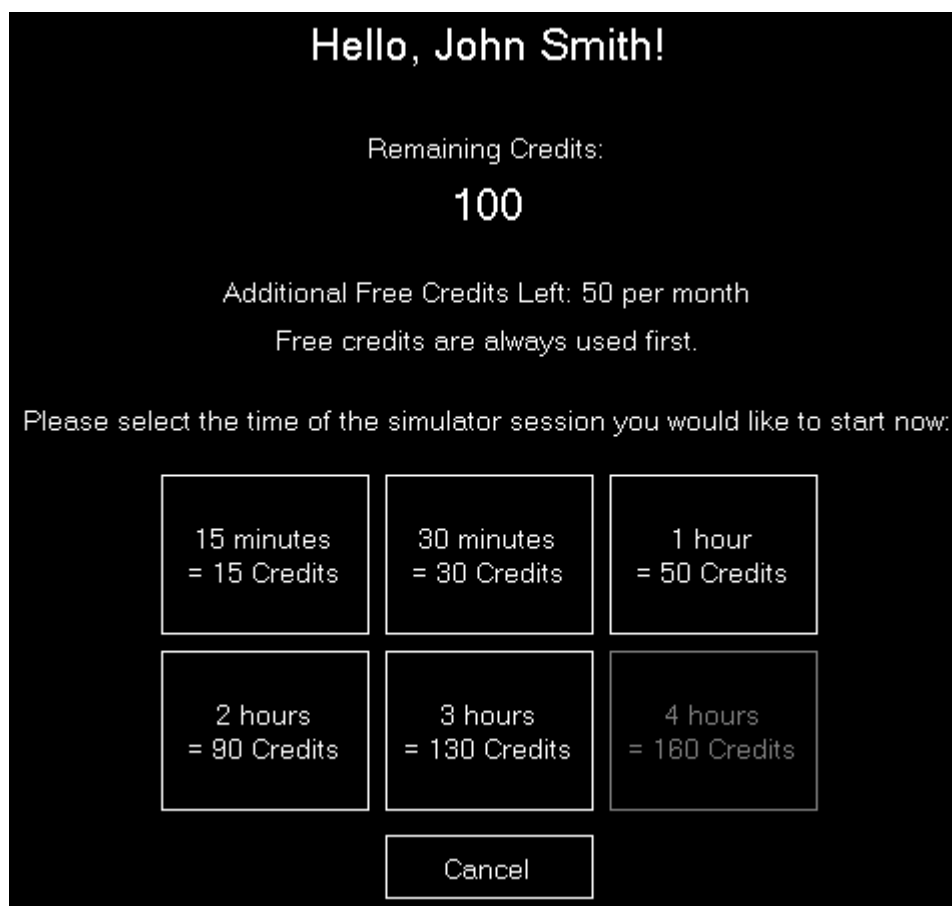 Hello, John Smith!
Remaining Credits:
100
Additional Free Credits Left: 50 per month
Free credits are always used first.
Please select the time of the simulator session you would like to start now:
15 minutes
= 15 Credits
30 minutes
= 30 Credits
1 hour
= 50 Credits
2 hours
= 90 Credits
3 hours
= 130 Credits
4 hours
= 160 Credits
Cancel